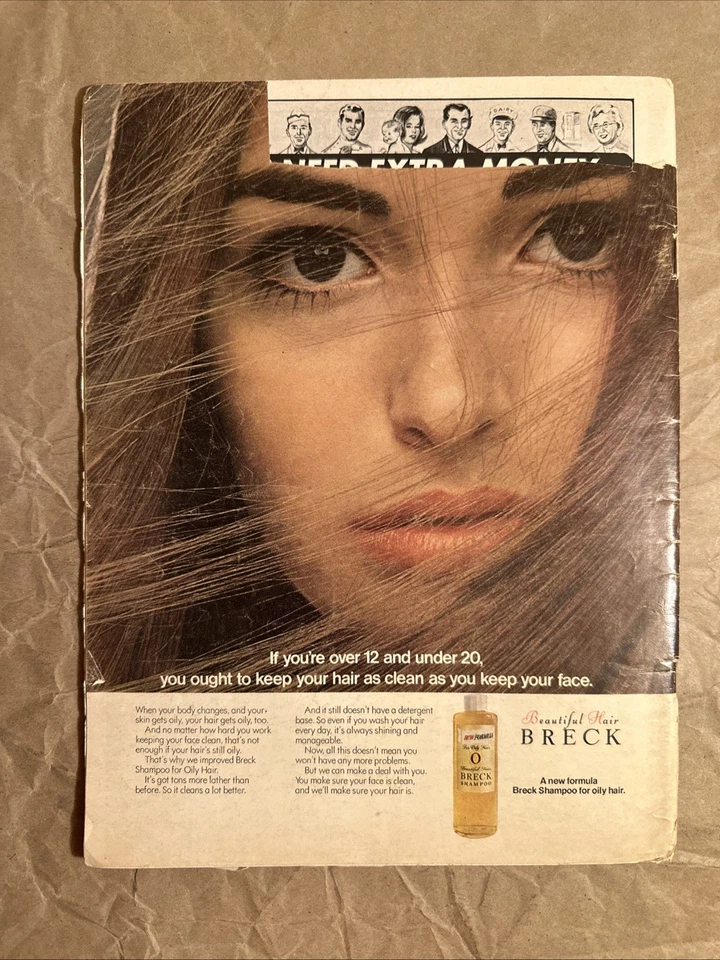 DAIRY
NEED EXTRA MONEY
If you're over 12 and under 20,
you ought to keep your hair as clean as you keep your face.
When your body changes, and your
skin gets oily, your hair gets oily, too.
And no matter how hard you work
keeping your face clean, that's not
enough if your hair's still oily.
That's why we improved Breck
Shampoo for Oily Hair.
It's got tons more lather than
before. So it cleans a lot better.
And it still doesn't have a detergent
base. So even if you wash your hair
every day, it's always shining and
manageable.
Now, all this doesn't mean you
won't have any more problems.
But we can make a deal with you.
You make sure your face is clean,
and we'll make sure your hair is.
NEW FORMULA
For Oily Hair
O
Beautiful Hair
BRECK
SHAMPOO
Beautiful Hair
BRECK
A new formula
Breck Shampoo for oily hair.